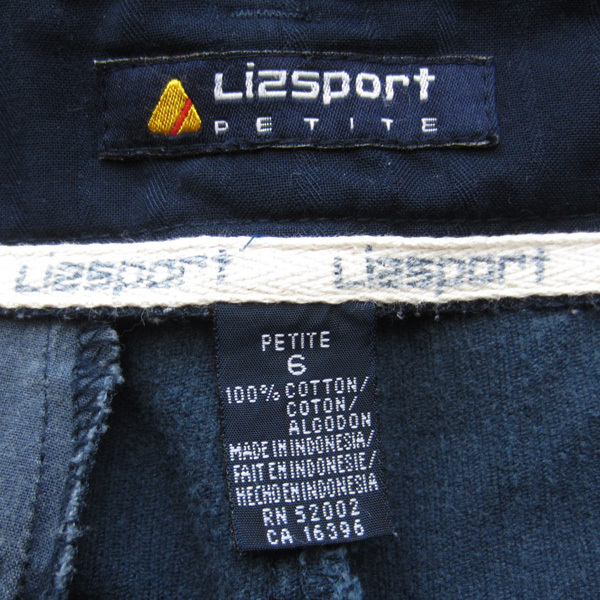 Lizsport
PETITE
Lizsport Lizsport
PETITE
6
100% COTTON/
COTON/
ALGODON
MADE IN INDONESIA/
FAIT EN INDONESIE/
HECHO EN INDONESIA
RN 52002
CA 16396